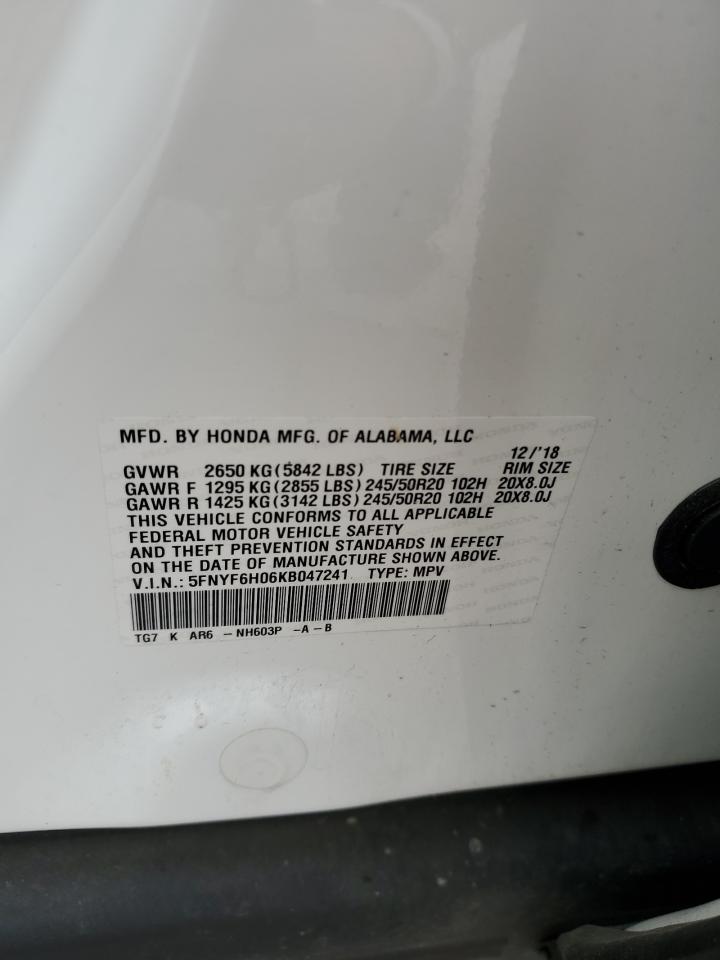 MFD. BY HONDA MFG. OF ALABAMA, LLC
12/'18
GVWR 2650 KG(5842 LBS) TIRE SIZE RIM SIZE
GAWR F 1295 KG(2855 LBS)245/50R20 102H 20X8.0J
GAWR R 1425 KG(3142 LBS)245/50R20 102H 20X8.0J
THIS VEHICLE CONFORMS TO ALL APPLICABLE
FEDERAL MOTOR VEHICLE SAFETY
AND THEFT PREVENTION STANDARDS IN EFFECT
ON THE DATE OF MANUFACTURE SHOWN ABOVE.
V.I.N.: 5FNYF6H06KB047241 TYPE: MPV
TG7 K AR6 -NH603P -A-B